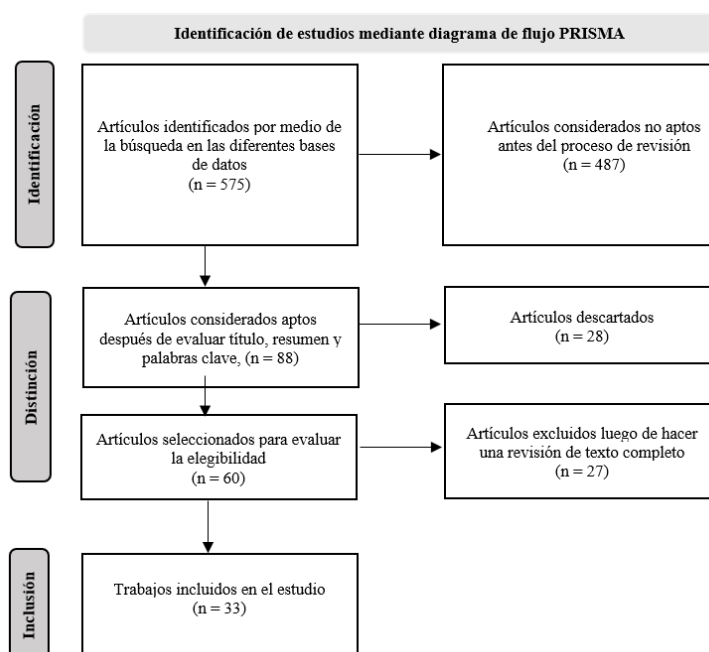 Identificación de estudios mediante diagrama de flujo PRISMA
Identificación
Artículos identificados por medio de
la búsqueda en las diferentes bases
de datos
(n = 575)
Artículos considerados no aptos
antes del proceso de revisión
(n = 487)
Distinción
Artículos considerados aptos
después de evaluar título, resumen y
palabras clave, (n = 88)
Artículos descartados
(n = 28)
Artículos seleccionados para evaluar
la elegibilidad
(n = 60)
Artículos excluidos luego de hacer
una revisión de texto completo
(n = 27)
Inclusión
Trabajos incluidos en el estudio
(n = 33)